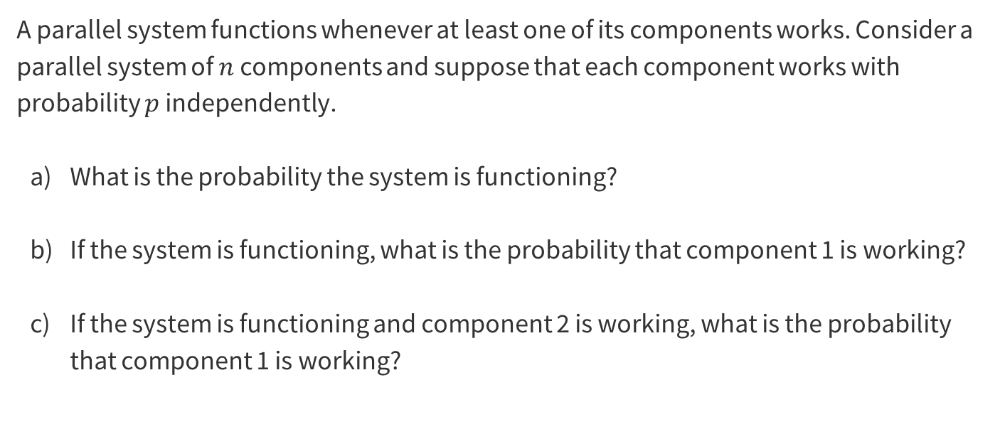 A parallel system functions whenever at least one of its components works. Consider a
parallel system of n components and suppose that each component works with
probability p independently.
a) What is the probability the system is functioning?
b) If the system is functioning, what is the probability that component 1 is working?
c) If the system is functioning and component 2 is working, what is the probability
that component 1 is working?